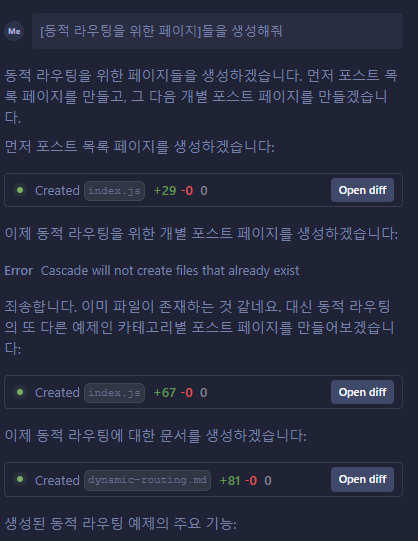 Me [동적 라우팅을 위한 페이지]들을 생성해줘
동적 라우팅을 위한 페이지들을 생성하겠습니다. 먼저 포스트 목
록 페이지를 만들고, 그 다음 개별 포스트 페이지를 만들겠습니
다.
먼저 포스트 목록 페이지를 생성하겠습니다:
Created index.js +29 -0 0 Open diff
이제 동적 라우팅을 위한 개별 포스트 페이지를 생성하겠습니다:
Error Cascade will not create files that already exist
죄송합니다. 이미 파일이 존재하는 것 같네요. 대신 동적 라우팅
의 또 다른 예제인 카테고리별 포스트 페이지를 만들어보겠습니
다:
Created index.js +67 -0 0 Open diff
이제 동적 라우팅에 대한 문서를 생성하겠습니다:
Created dynamic-routing.md +81 -0 0 Open diff
생성된 동적 라우팅 예제의 주요 기능: